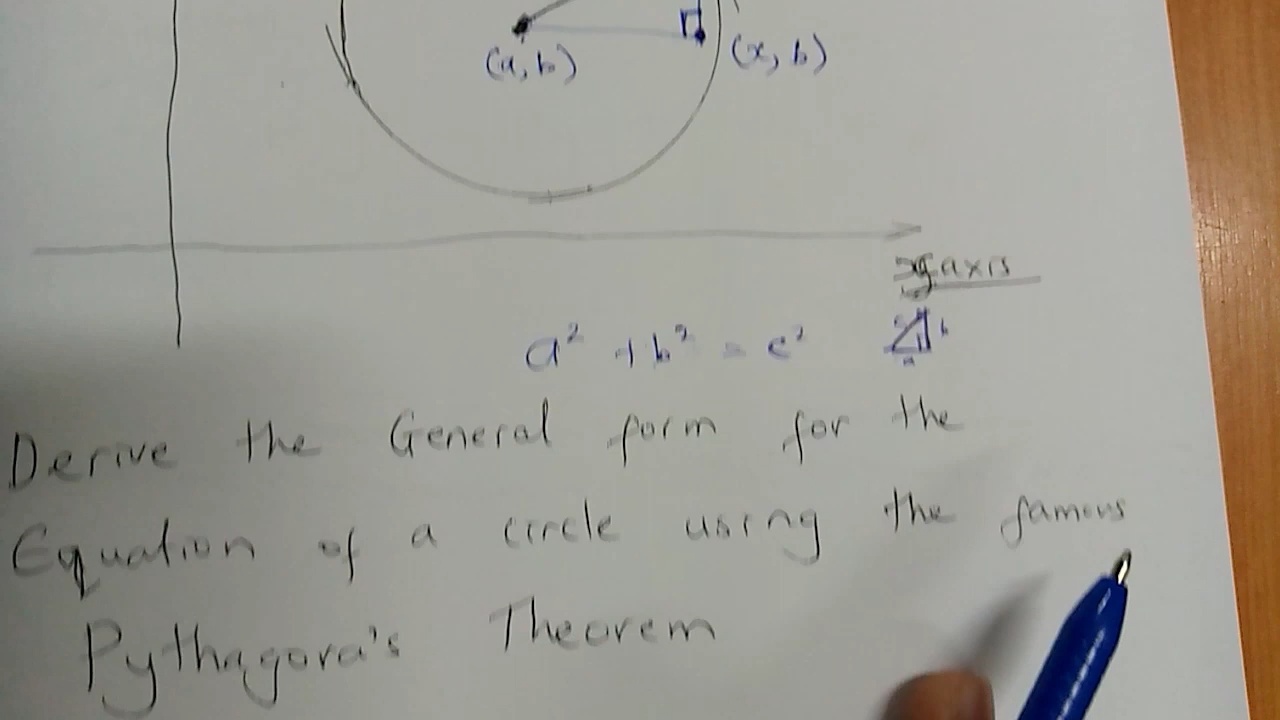 (a, b) (x, b)
axis
a² + b² = c²
Derive the General form for the
Equation of a circle using the famous
Pythagora's Theorem